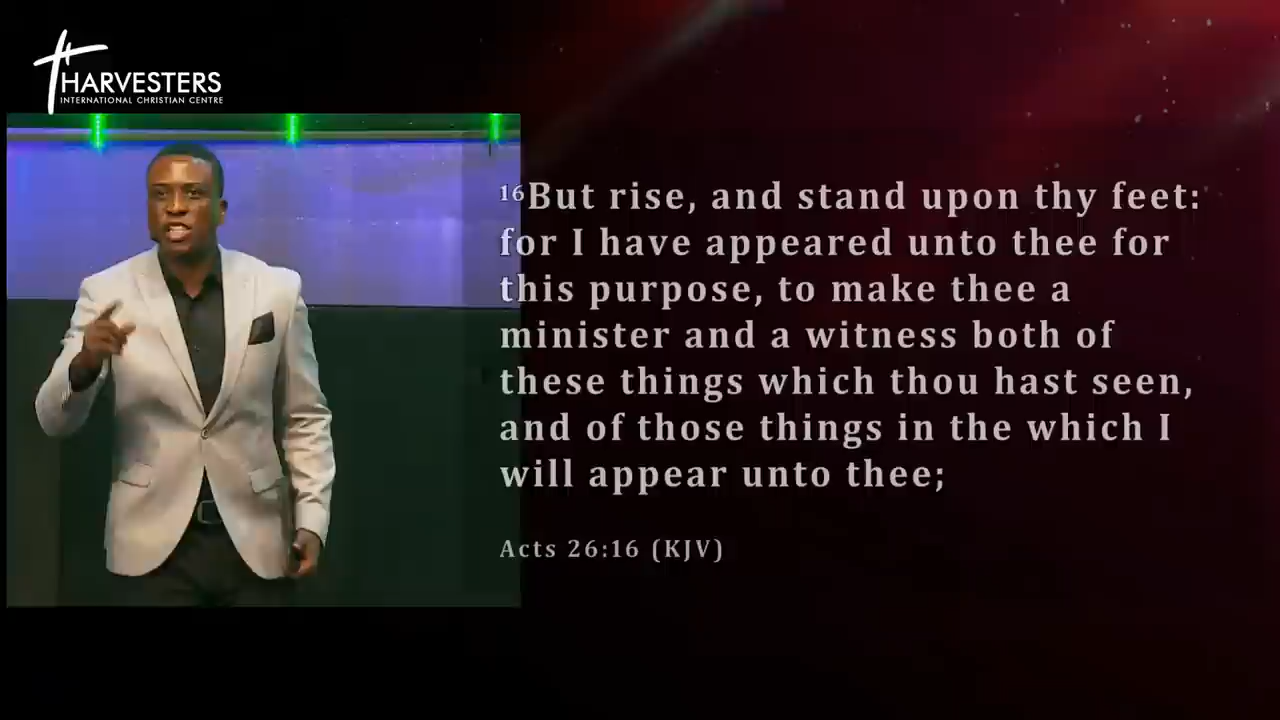 HARVESTERS
INTERNATIONAL CHRISTIAN CENTRE
16But rise, and stand upon thy feet:
for I have appeared unto thee for
this purpose, to make thee a
minister and a witness both of
these things which thou hast seen,
and of those things in the which I
will appear unto thee;
Acts 26:16 (KJV)